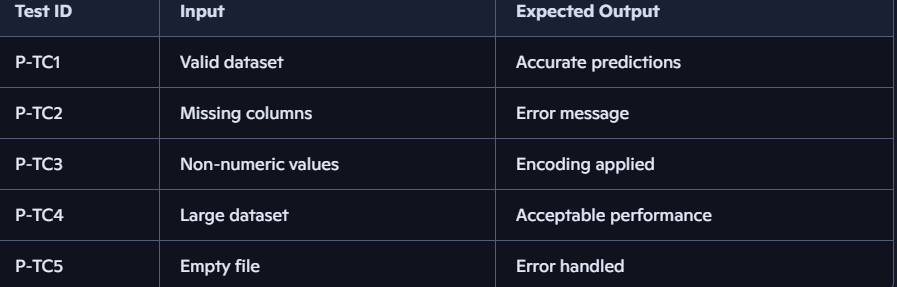 Test ID Input Expected Output
P-TC1 Valid dataset Accurate predictions
P-TC2 Missing columns Error message
P-TC3 Non-numeric values Encoding applied
P-TC4 Large dataset Acceptable performance
P-TC5 Empty file Error handled